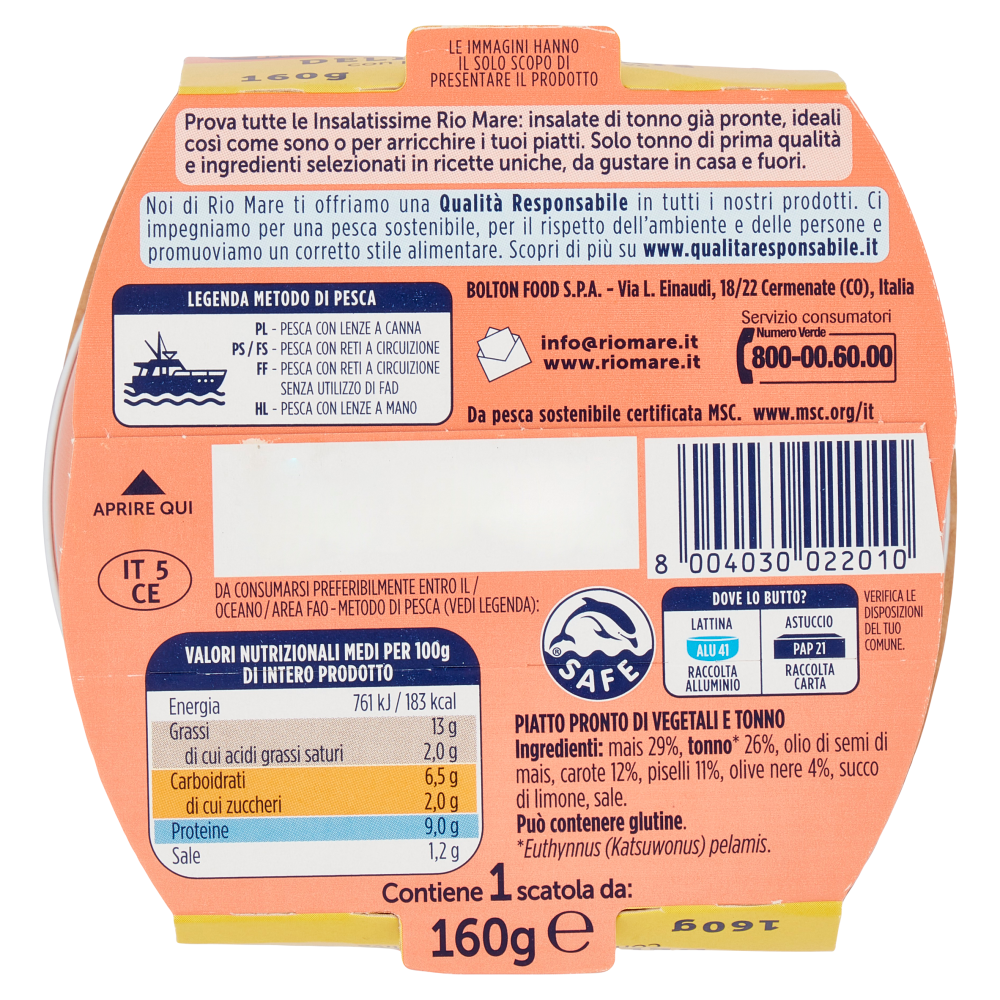 LE IMMAGINI HANNO
IL SOLO SCOPO DI
PRESENTARE IL PRODOTTO
160g
Prova tutte le Insalatissime Rio Mare: insalate di tonno già pronte, ideali
così come sono o per arricchire i tuoi piatti. Solo tonno di prima qualità
e ingredienti selezionati in ricette uniche, da gustare in casa e fuori.
Noi di Rio Mare ti offriamo una Qualità Responsabile in tutti i nostri prodotti. Ci
impegniamo per una pesca sostenibile, per il rispetto dell'ambiente e delle persone e
promuoviamo un corretto stile alimentare. Scopri di più su www.qualitaresponsabile.it
LEGENDA METODO DI PESCA
PL - PESCA CON LENZE A CANNA
PS / FS - PESCA CON RETI A CIRCUIZIONE
FF - PESCA CON RETI A CIRCUIZIONE
SENZA UTILIZZO DI FAD
HL - PESCA CON LENZE A MANO
BOLTON FOOD S.P.A. - Via L. Einaudi, 18/22 Cermenate (CO), Italia
info@riomare.it
www.riomare.it
Servizio consumatori
Numero Verde
800-00.60.00
Da pesca sostenibile certificata MSC. www.msc.org/it
APRIRE QUI
IT 5
CE
8 004030 022010
DA CONSUMARSI PREFERIBILMENTE ENTRO IL /
OCEANO / AREA FAO - METODO DI PESCA (VEDI LEGENDA):
® SAFE
DOVE LO BUTTO?
LATTINA
ALU 41
RACCOLTA
ALLUMINIO
ASTUCCIO
PAP 21
RACCOLTA
CARTA
VERIFICA LE
DISPOSIZIONI
DEL TUO
COMUNE.
VALORI NUTRIZIONALI MEDI PER 100g
DI INTERO PRODOTTO
Energia 761 kJ / 183 kcal
Grassi 13 g
di cui acidi grassi saturi 2,0 g
Carboidrati 6,5 g
di cui zuccheri 2,0 g
Proteine 9,0 g
Sale 1,2 g
PIATTO PRONTO DI VEGETALI E TONNO
Ingredienti: mais 29%, tonno* 26%, olio di semi di
mais, carote 12%, piselli 11%, olive nere 4%, succo
di limone, sale.
Può contenere glutine.
*Euthynnus (Katsuwonus) pelamis.
Contiene 1 scatola da:
160g e
160g